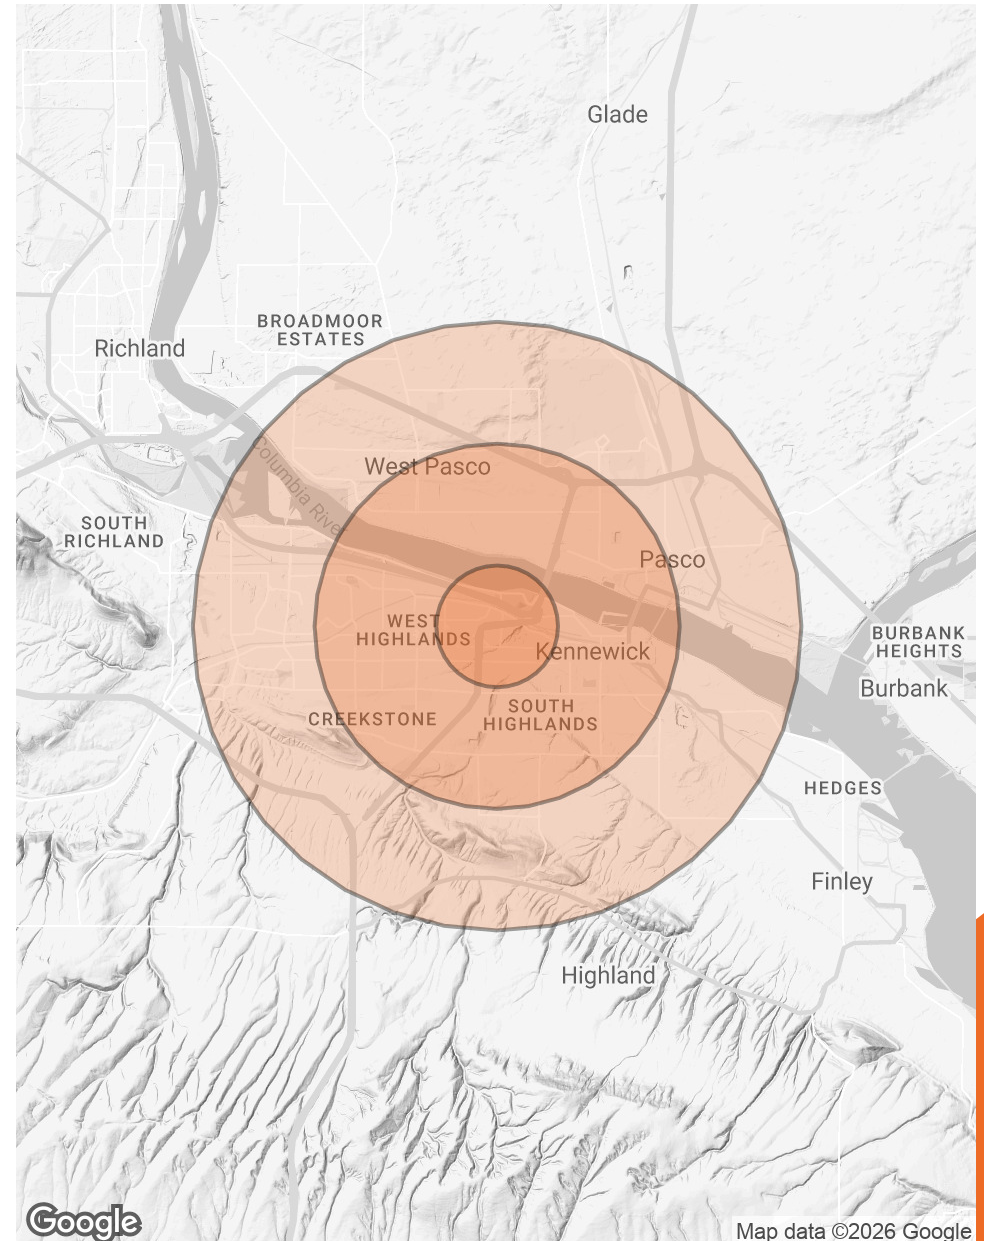 Glade
BROADMOOR
ESTATES
Richland
West Pasco
Columbia River
SOUTH
RICHLAND
Pasco
WEST
HIGHLANDS
Kennewick
BURBANK
HEIGHTS
Burbank
CREEKSTONE
SOUTH
HIGHLANDS
HEDGES
Finley
Highland
Google
Map data ©2026 Google